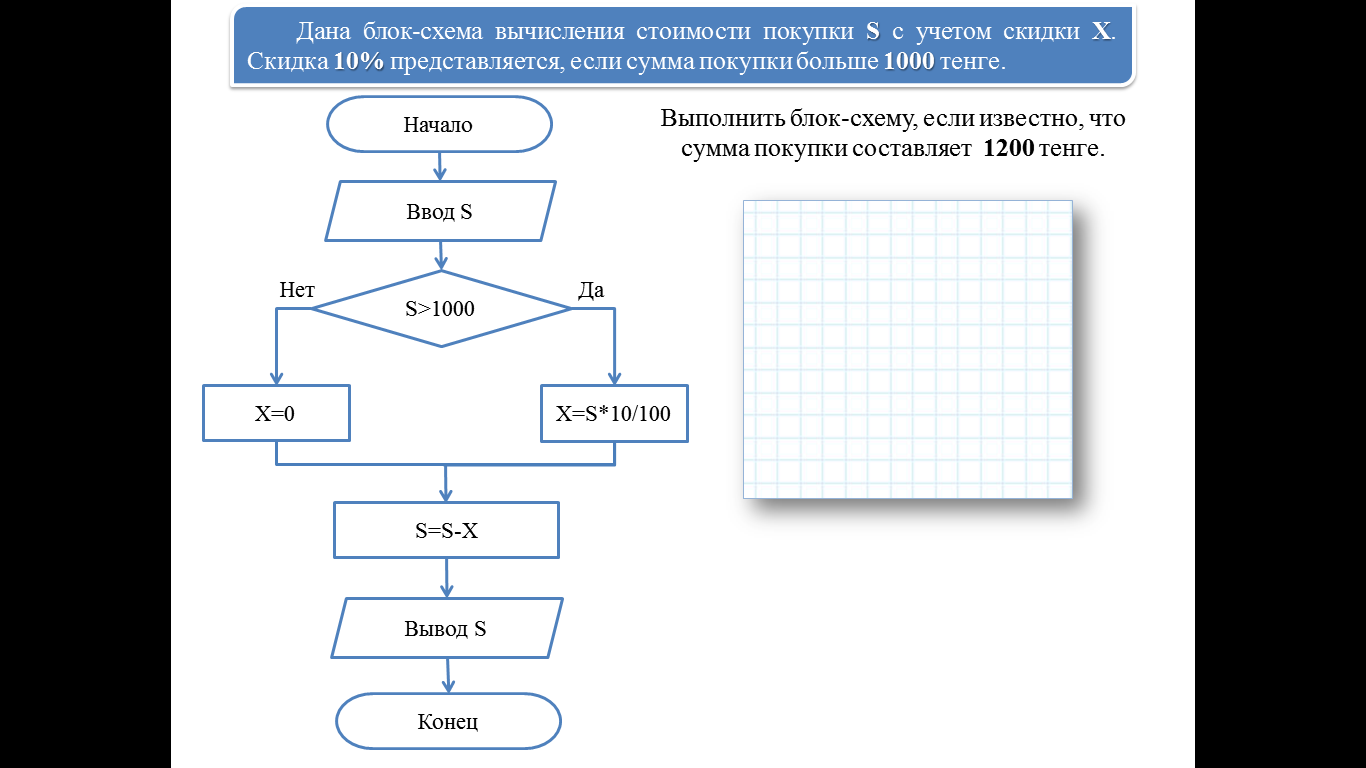 Дана блок-схема вычисления стоимости покупки S с учетом скидки X.
Скидка 10% представляется, если сумма покупки больше 1000 тенге.
Выполнить блок-схему, если известно, что
сумма покупки составляет 1200 тенге.
Начало
Ввод S
Нет
Да
S>1000
X=0
X=S*10/100
S=S-X
Вывод S
Конец